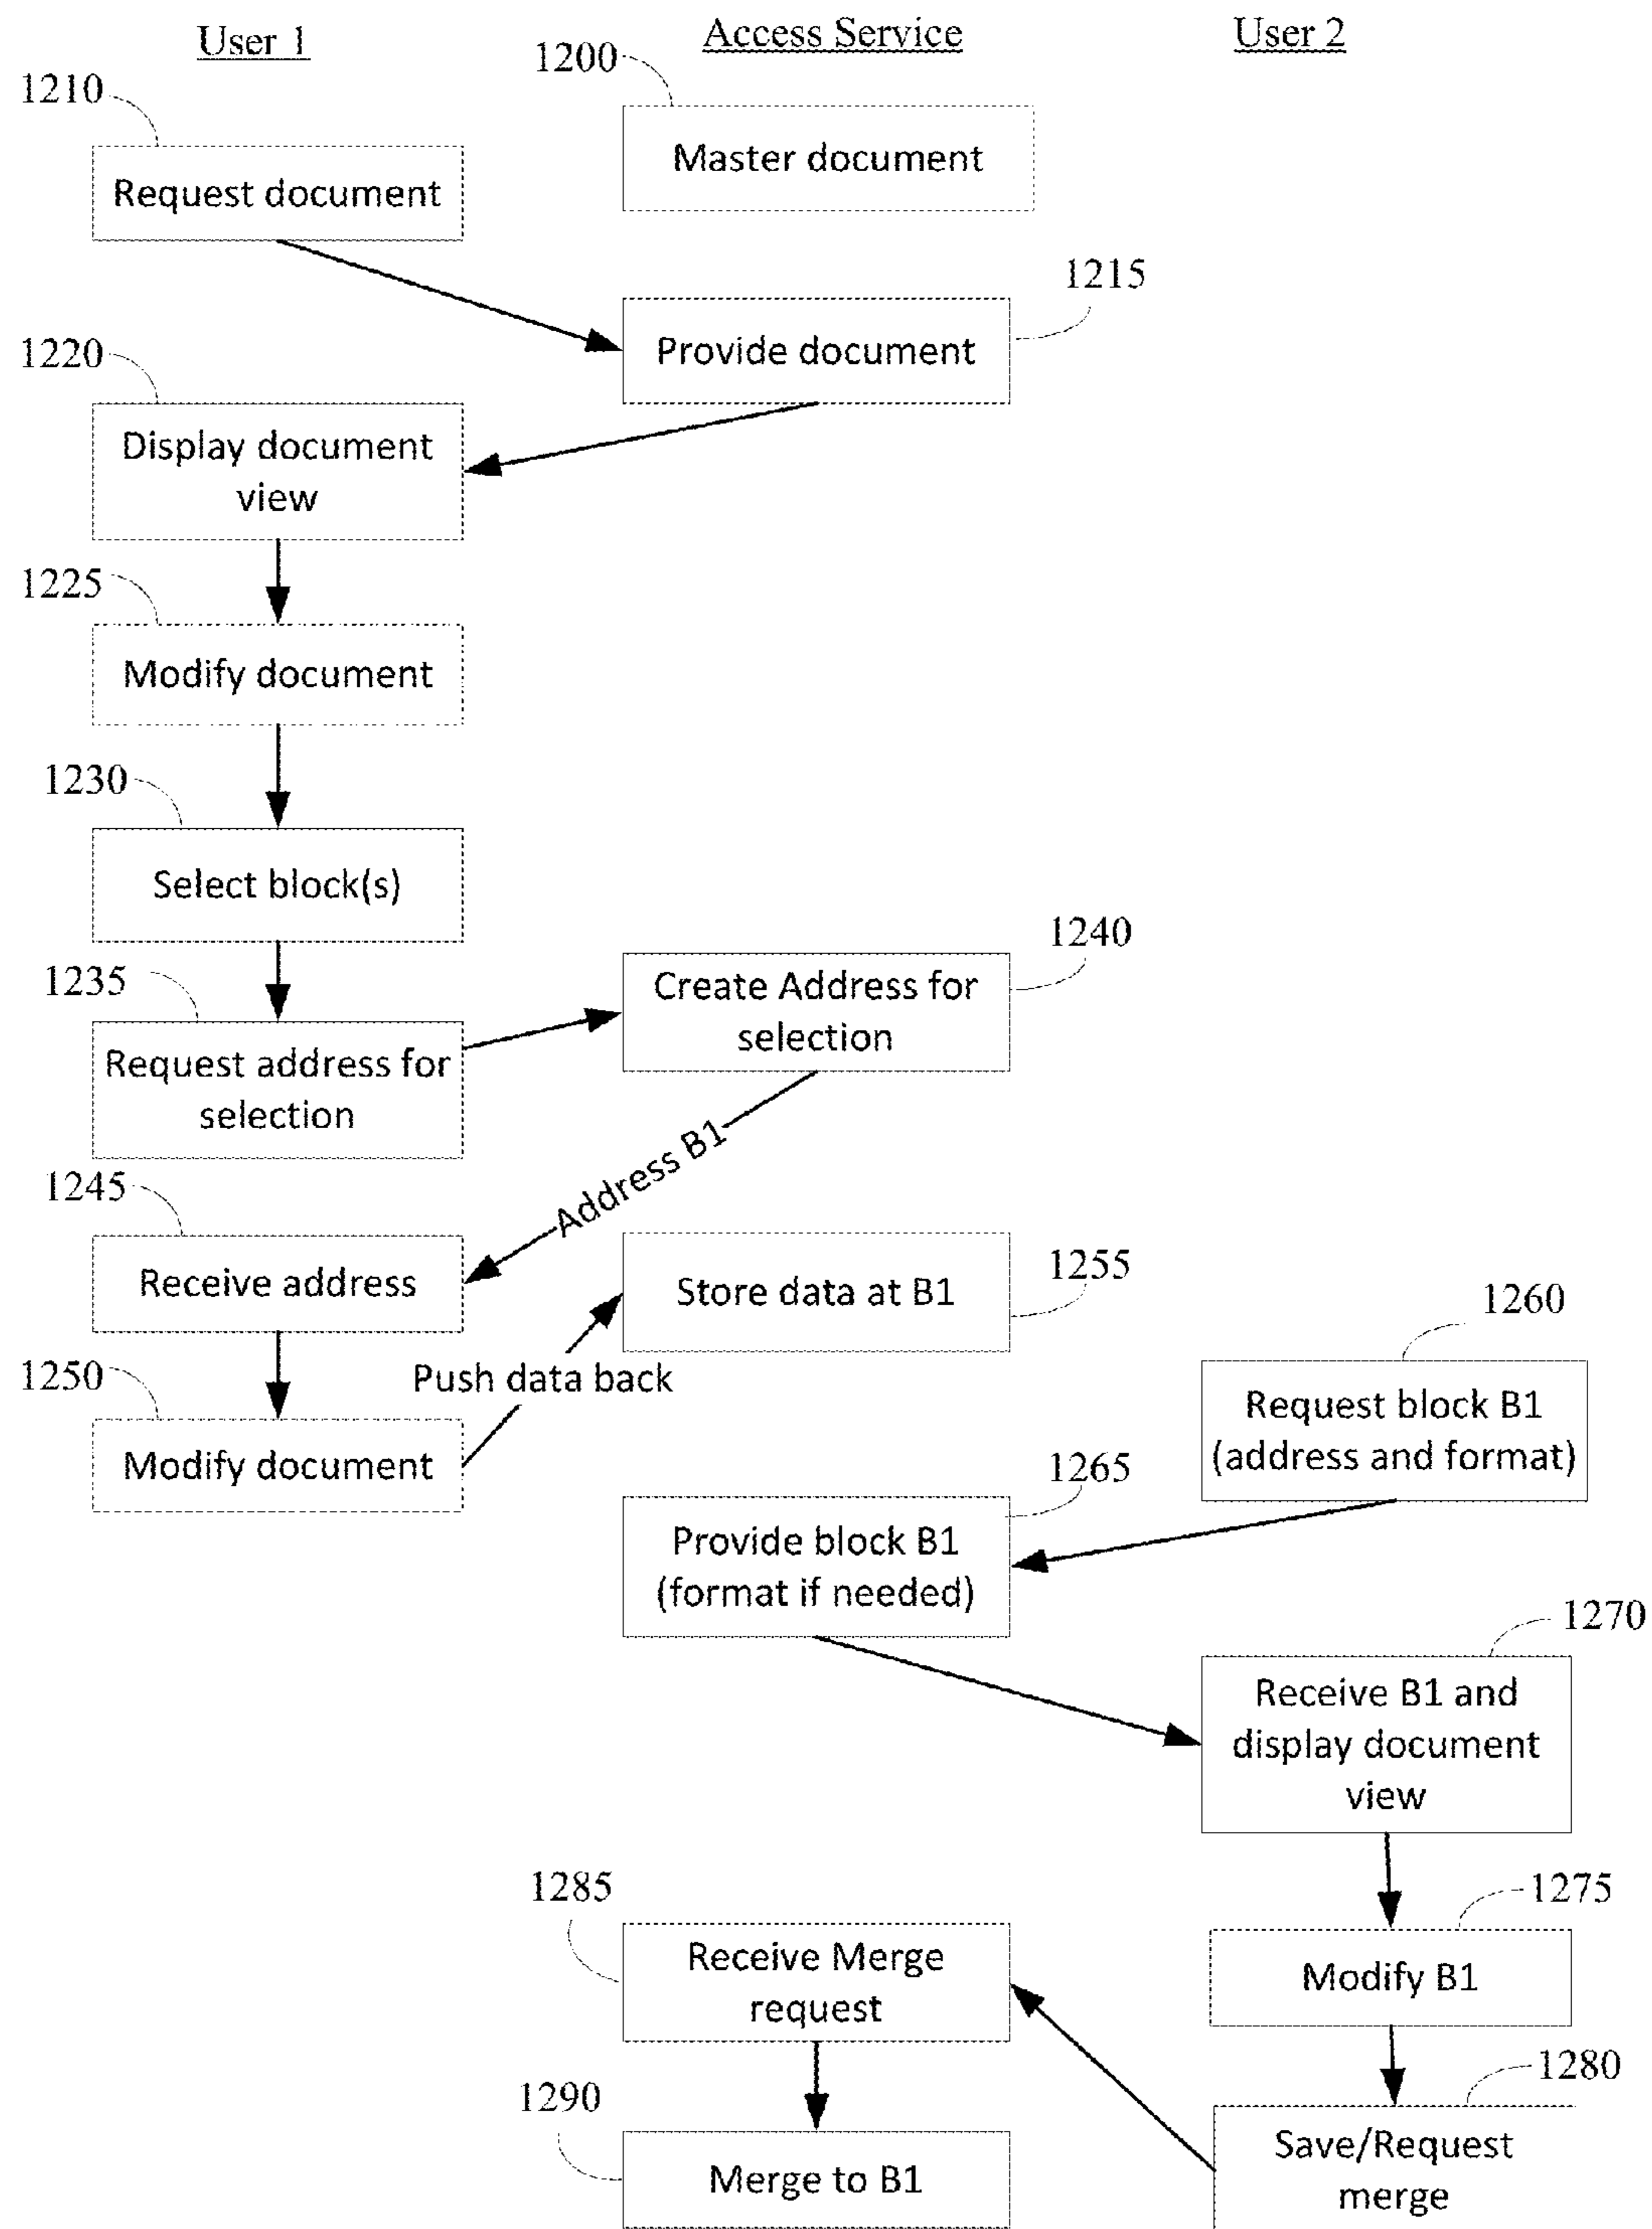 User 1
Access Service
User 2
1200
1210
Master document
Request document
1215
Provide document
1220
Display document
view
1225
Modify document
1230
Select block(s)
1235
1240
Create Address for
selection
Request address for
selection
Address B1
1245
Receive address
1255
Store data at B1
1250
Push data back
Modify document
1260
Request block B1
(address and format)
1265
Provide block B1
(format if needed)
1270
Receive B1 and
display document
view
1275
Modify B1
1285
Receive Merge
request
1280
Save/Request
merge
1290
Merge to B1